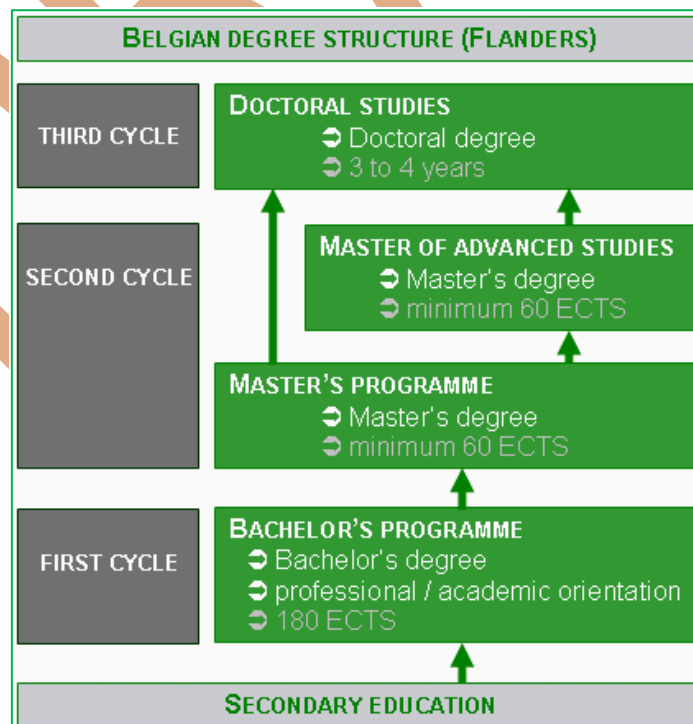 BELGIAN DEGREE STRUCTURE (FLANDERS)
THIRD CYCLE
DOCTORAL STUDIES
➲ Doctoral degree
➲ 3 to 4 years
SECOND CYCLE
MASTER OF ADVANCED STUDIES
➲ Master's degree
➲ minimum 60 ECTS
MASTER'S PROGRAMME
➲ Master's degree
➲ minimum 60 ECTS
FIRST CYCLE
BACHELOR'S PROGRAMME
➲ Bachelor's degree
➲ professional / academic orientation
➲ 180 ECTS
SECONDARY EDUCATION